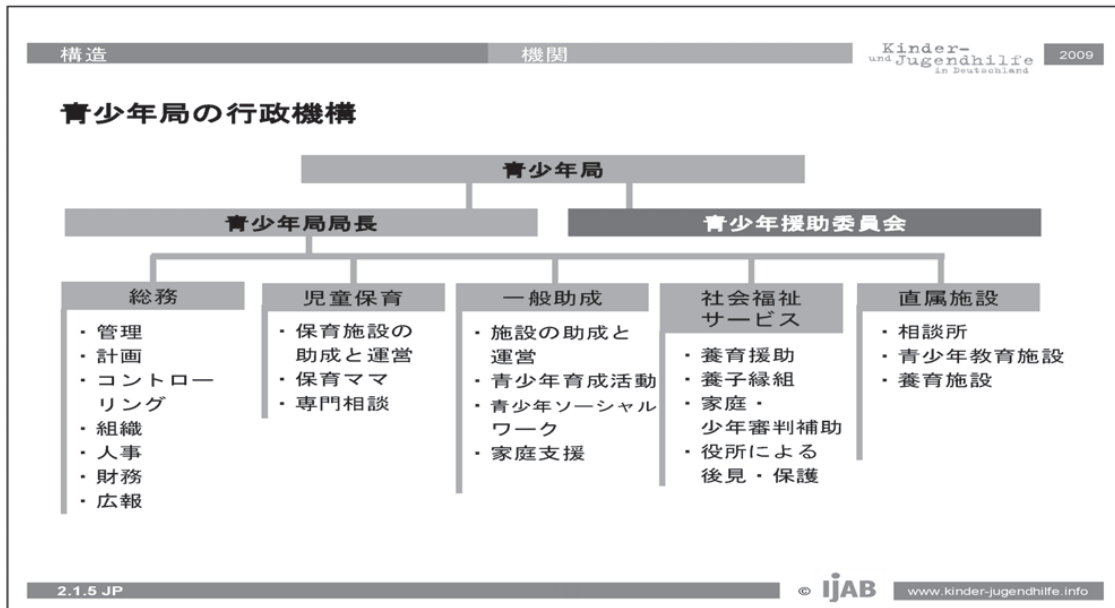 構造
機関
Kinder-
und Jugendhilfe
in Deutschland
2009
青少年局の行政機構
青少年局
青少年局局長
青少年援助委員会
総務
・管理
・計画
・コントロー
リング
・組織
・人事
・財務
・広報
児童保育
・保育施設の
助成と運営
・保育ママ
・専門相談
一般助成
・施設の助成と
運営
・青少年育成活動
・青少年ソーシャル
ワーク
・家庭支援
社会福祉
サービス
・養育援助
・養子縁組
・家庭・
少年審判補助
・役所による
後見・保護
直属施設
・相談所
・青少年教育施設
・養育施設
2.1.5 JP
© IjAB
www.kinder-jugendhilfe.info